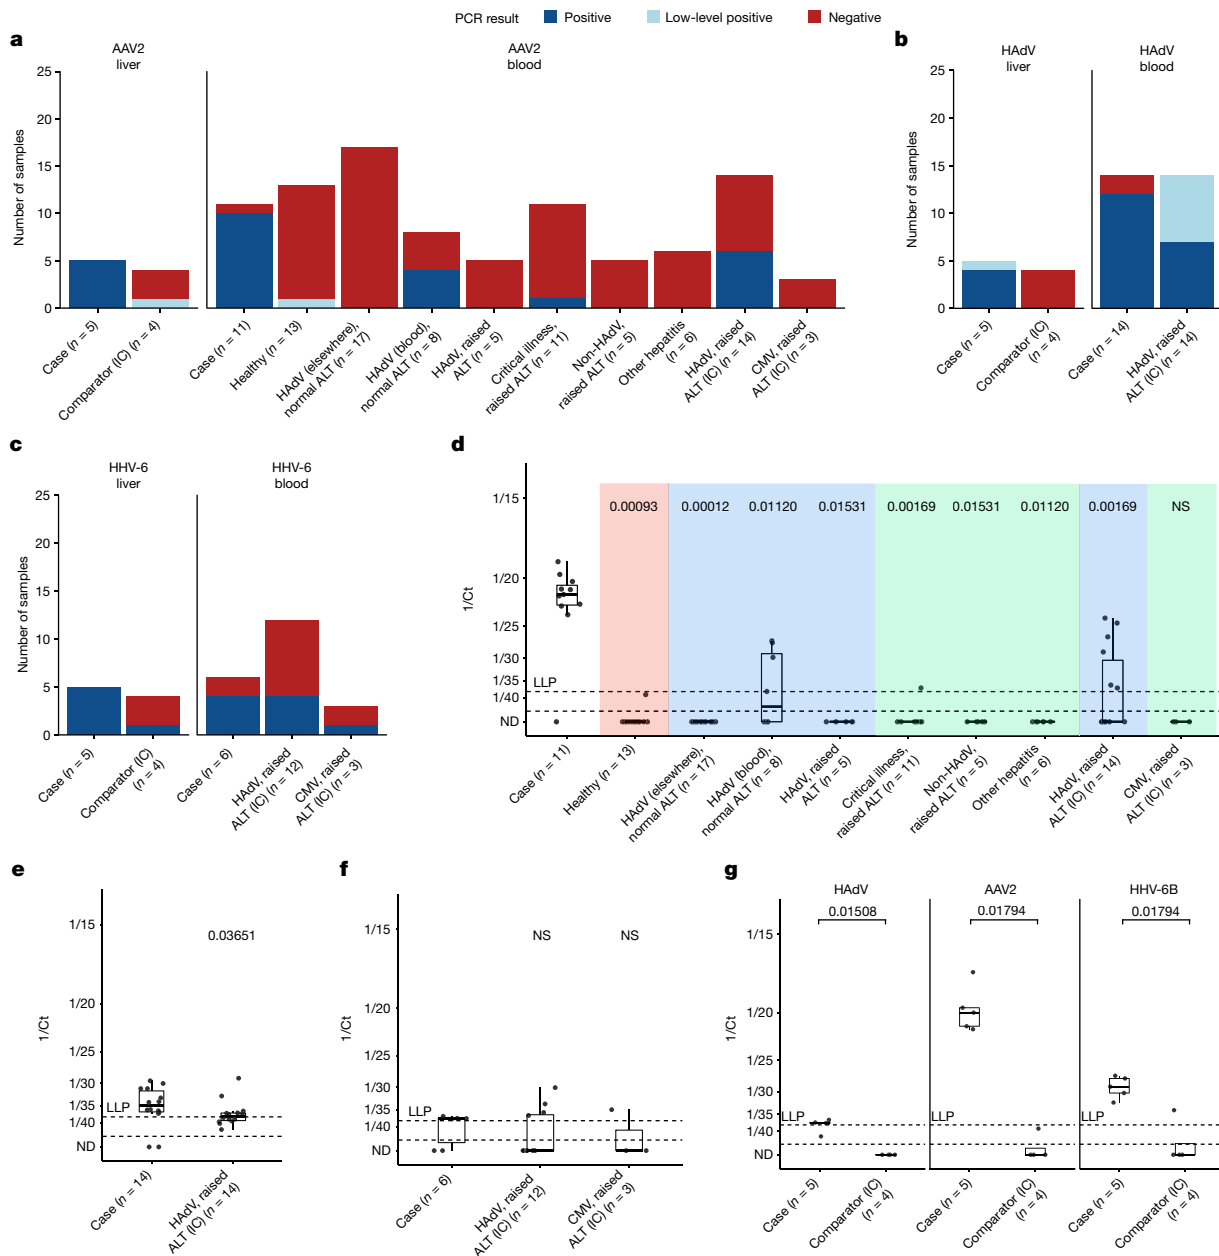 PCR result Positive Low-level positive Negative
a
AAV2
liver
AAV2
blood
Number of samples
25
20
15
10
5
0
Case (n = 5)
Comparator (IC) (n = 4)
Case (n = 11)
Healthy (n = 13)
HAdV (elsewhere),
normal ALT (n = 17)
HAdV (blood),
normal ALT (n = 8)
HAdV, raised
ALT (n = 5)
Critical illness,
raised ALT (n = 11)
Non-HAdV,
raised ALT (n = 5)
Other hepatitis
(n = 6)
HAdV, raised
ALT (IC) (n = 14)
CMV, raised
ALT (IC) (n = 3)
b
HAdV
liver
HAdV
blood
Number of samples
25
20
15
10
5
0
Case (n = 5)
Comparator (IC)
(n = 4)
Case (n = 14)
HAdV, raised
ALT (IC) (n = 14)
c
HHV-6
liver
HHV-6
blood
Number of samples
25
20
15
10
5
0
Case (n = 5)
Comparator (IC)
(n = 4)
Case (n = 6)
HAdV, raised
ALT (IC) (n = 12)
CMV, raised
ALT (IC) (n = 3)
d
1/Ct
1/15
1/20
1/25
1/30
1/35
1/40
ND
LLP
0.00093 0.00012 0.01120 0.01531 0.00169 0.01531 0.01120 0.00169 NS
Case (n = 11)
Healthy (n = 13)
HAdV (elsewhere),
normal ALT (n = 17)
HAdV (blood),
normal ALT (n = 8)
HAdV, raised
ALT (n = 5)
Critical illness,
raised ALT (n = 11)
Non-HAdV,
raised ALT (n = 5)
Other hepatitis
(n = 6)
HAdV, raised
ALT (IC) (n = 14)
CMV, raised
ALT (IC) (n = 3)
e
1/Ct
1/15
1/20
1/25
1/30
1/35
1/40
ND
LLP
0.03651
Case (n = 14)
HAdV, raised
ALT (IC) (n = 14)
f
1/Ct
1/15
1/20
1/25
1/30
1/35
1/40
ND
LLP
NS NS
Case (n = 6)
HAdV, raised
ALT (IC) (n = 12)
CMV, raised
ALT (IC) (n = 3)
g
HAdV AAV2 HHV-6B
0.01508 0.01794 0.01794
1/Ct
1/15
1/20
1/25
1/30
1/35
1/40
ND
LLP LLP LLP
Case (n = 5)
Comparator (IC)
(n = 4)
Case (n = 5)
Comparator (IC)
(n = 4)
Case (n = 5)
Comparator (IC)
(n = 4)